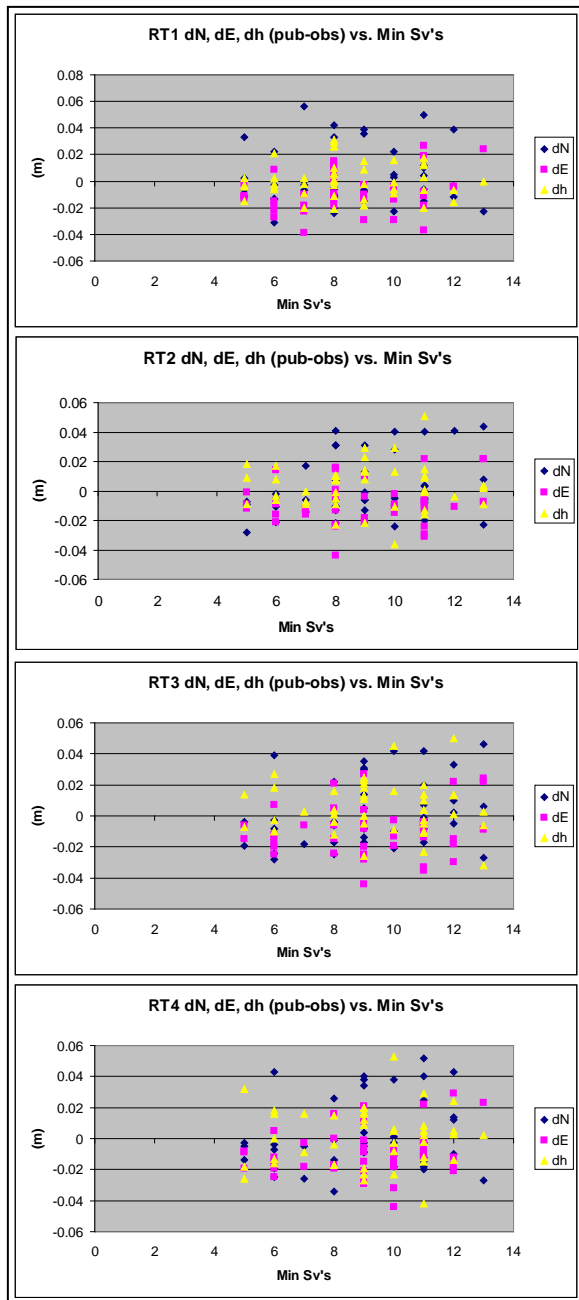 RT1 dN, dE, dh (pub-obs) vs. Min Sv's
0.08
0.06
0.04
0.02
0
-0.02
-0.04
-0.06
(m)
0 2 4 6 8 10 12 14
Min Sv's
dN
dE
dh
RT2 dN, dE, dh (pub-obs) vs. Min Sv's
0.06
0.04
0.02
0
-0.02
-0.04
-0.06
(m)
0 2 4 6 8 10 12 14
Min Sv's
dN
dE
dh
RT3 dN, dE, dh (pub-obs) vs. Min Sv's
0.06
0.04
0.02
0
-0.02
-0.04
-0.06
(m)
0 2 4 6 8 10 12 14
Min Sv's
dN
dE
dh
RT4 dN, dE, dh (pub-obs) vs. Min Sv's
0.06
0.04
0.02
0
-0.02
-0.04
-0.06
(m)
0 2 4 6 8 10 12 14
Min Sv's
dN
dE
dh